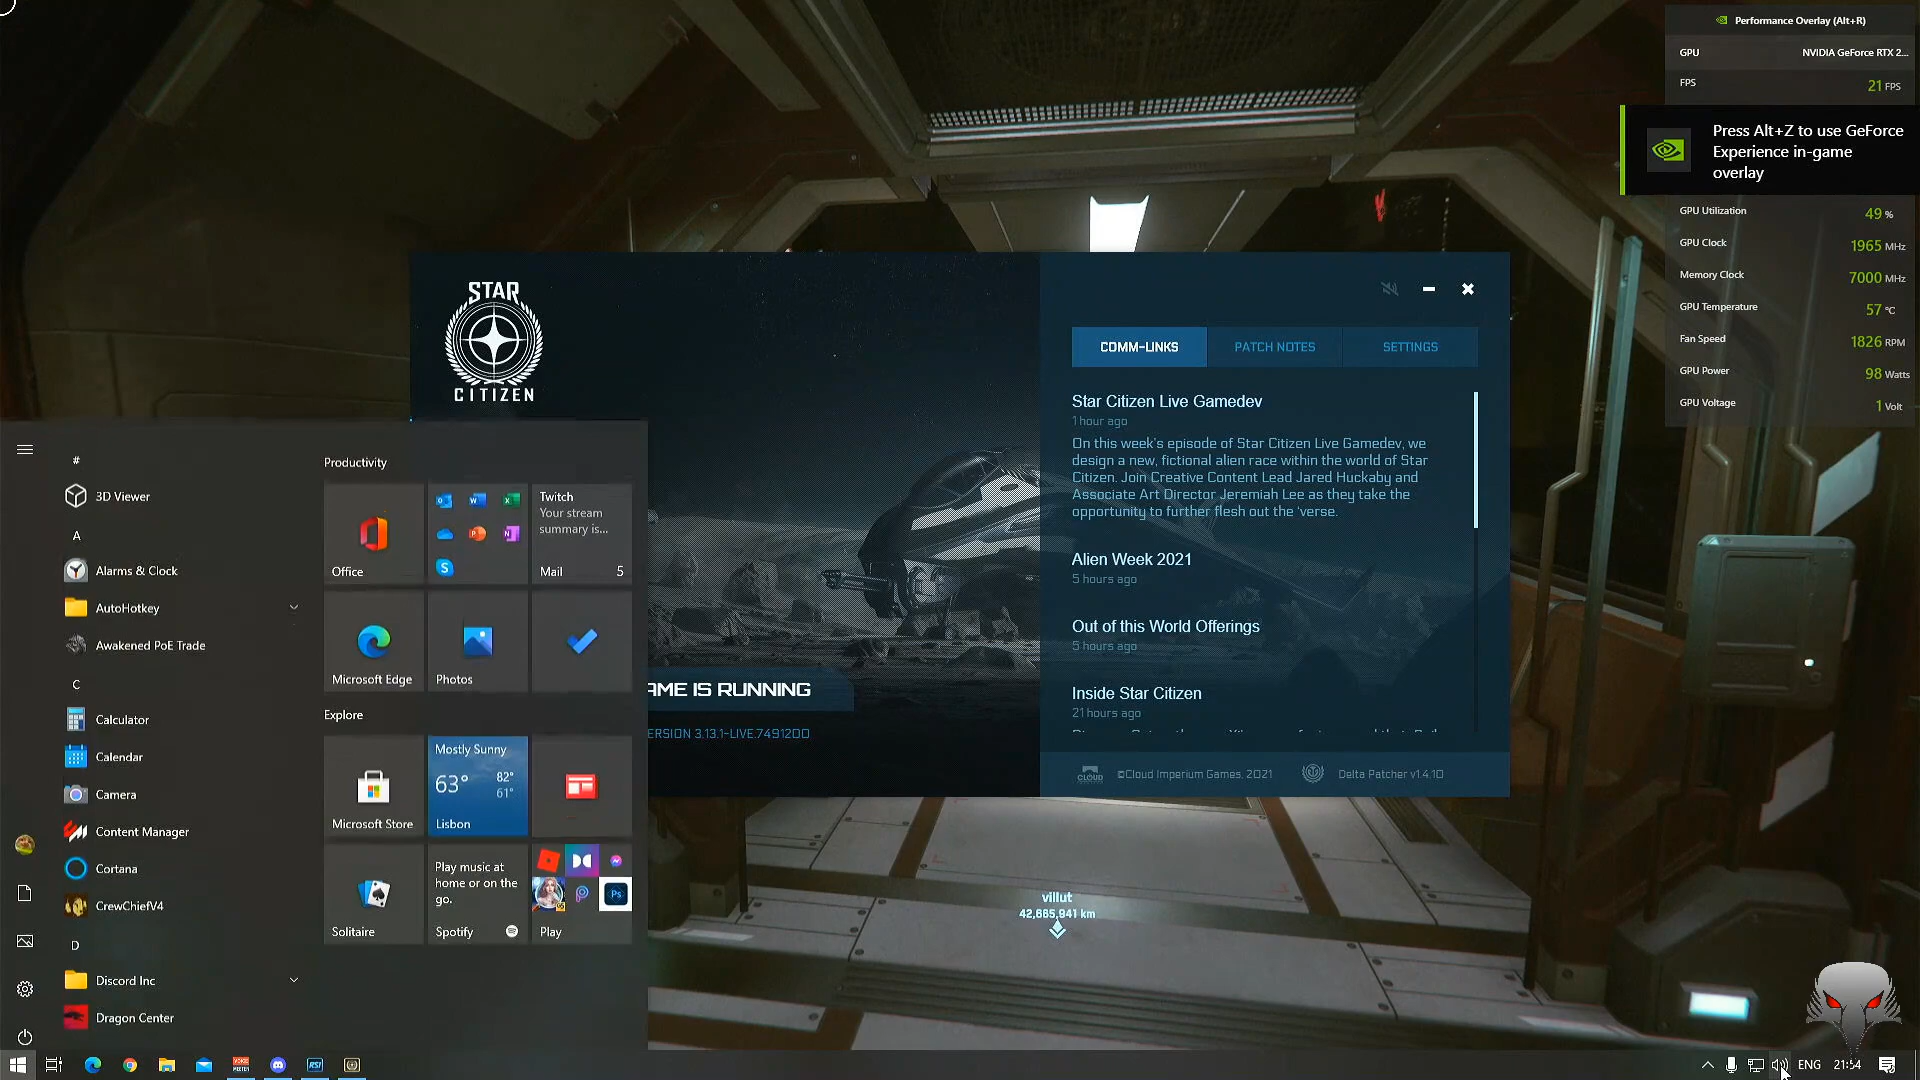 Performance Overlay (Alt+R)
GPU
NVIDIA GeForce RTX 2...
FPS
21 FPS
Press Alt+Z to use GeForce
Experience in-game
overlay
GPU Utilization
49 %
GPU Clock
1965 MHz
Memory Clock
7000 MHz
GPU Temperature
57 °C
Fan Speed
1826 RPM
GPU Power
98 Watts
GPU Voltage
1 Volt
STAR
CITIZEN
COMM-LINKS
PATCH NOTES
SETTINGS
Star Citizen Live Gamedev
1 hour ago
On this week's episode of Star Citizen Live Gamedev, we
design a new, fictional alien race within the world of Star
Citizen. Join Creative Content Lead Jared Huckaby and
Associate Art Director Jeremiah Lee as they take the
opportunity to further flesh out the 'verse.
Alien Week 2021
5 hours ago
Out of this World Offerings
5 hours ago
Inside Star Citizen
21 hours ago
AME IS RUNNING
ERSION 3.13.1-LIVE.7491200
CLOUD
©Cloud Imperium Games, 2021
Delta Patcher v1.4.10
#
3D Viewer
A
Alarms & Clock
AutoHotkey
Awakened PoE Trade
C
Calculator
Calendar
Camera
Content Manager
Cortana
CrewChiefV4
D
Discord Inc
Dragon Center
Productivity
Office
Twitch
Your stream
summary is...
Mail 5
Microsoft Edge
Photos
Explore
Microsoft Store
Mostly Sunny
63° 82°
61°
Lisbon
Solitaire
Play music at
home or on the
go.
Spotify
Ps
Play
villut
42,665,941 km
RSI
ENG
21:54